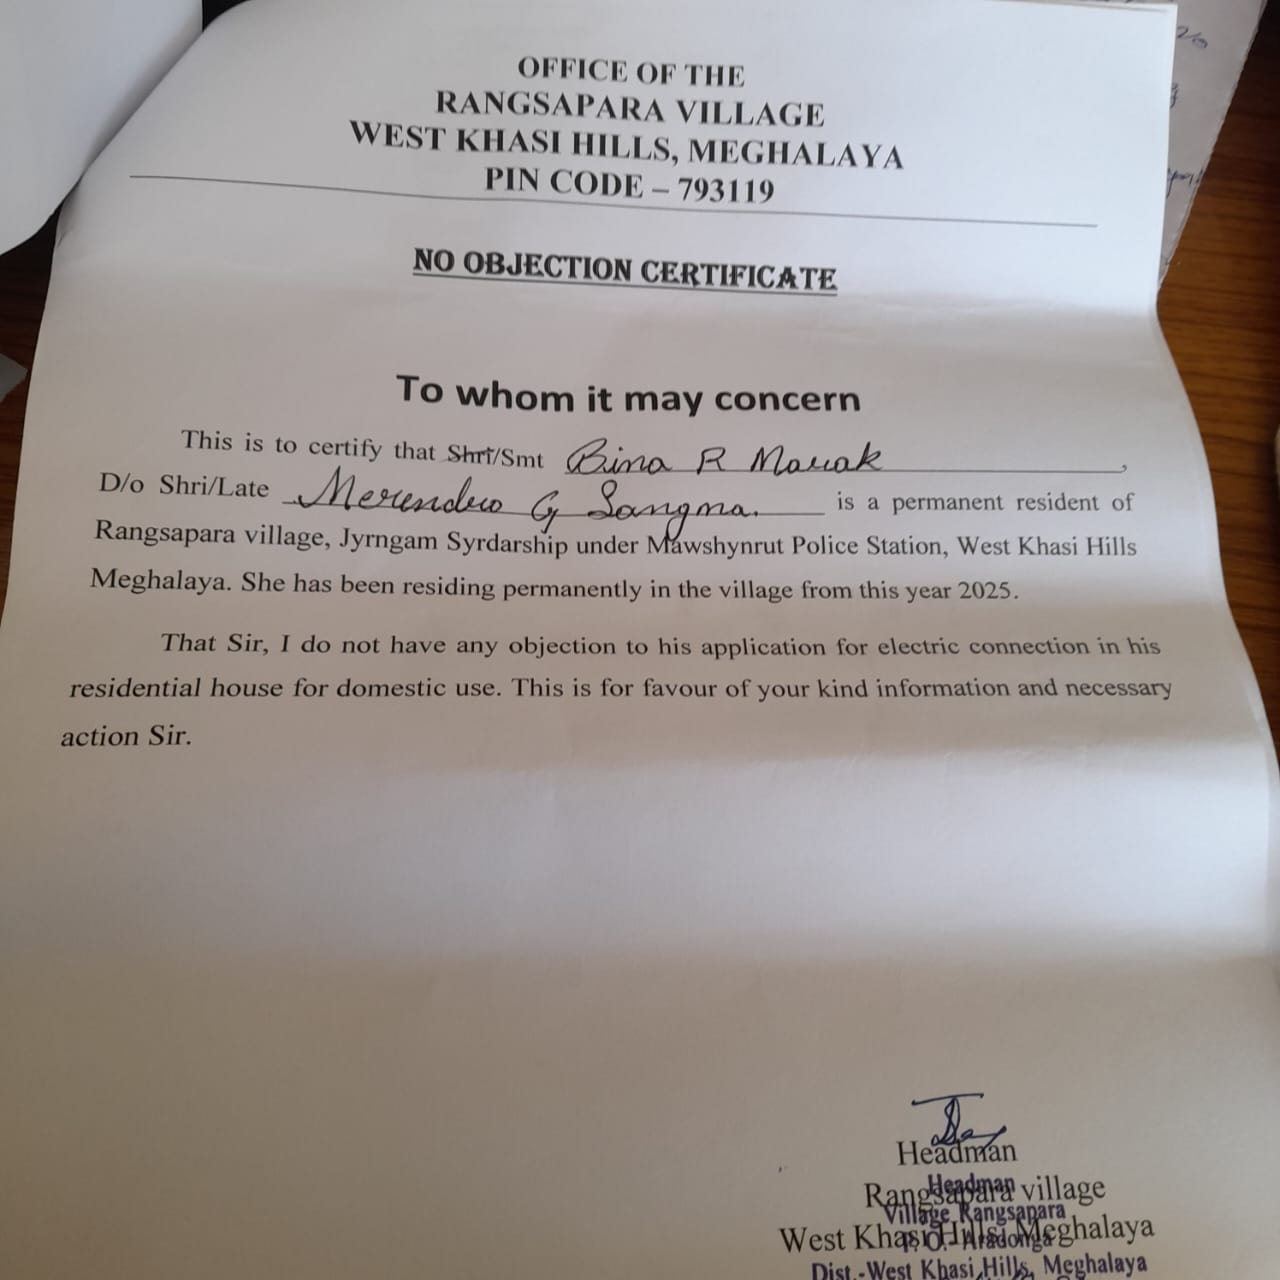 OFFICE OF THE
RANGSAPARA VILLAGE
WEST KHASI HILLS, MEGHALAYA
PIN CODE – 793119
NO OBJECTION CERTIFICATE
To whom it may concern
This is to certify that Shri/Smt Bina R Marak,
D/o Shri/Late Merendro G Sangma. is a permanent resident of
Rangsapara village, Jyrngam Syrdarship under Mawshynrut Police Station, West Khasi Hills
Meghalaya. She has been residing permanently in the village from this year 2025.
That Sir, I do not have any objection to his application for electric connection in his
residential house for domestic use. This is for favour of your kind information and necessary
action Sir.
Headman
Rangsapara village
West Khasi Hills, Meghalaya
Headman
Village Rangsapara
P.O.- Aradonga
Dist.-West Khasi Hills, Meghalaya